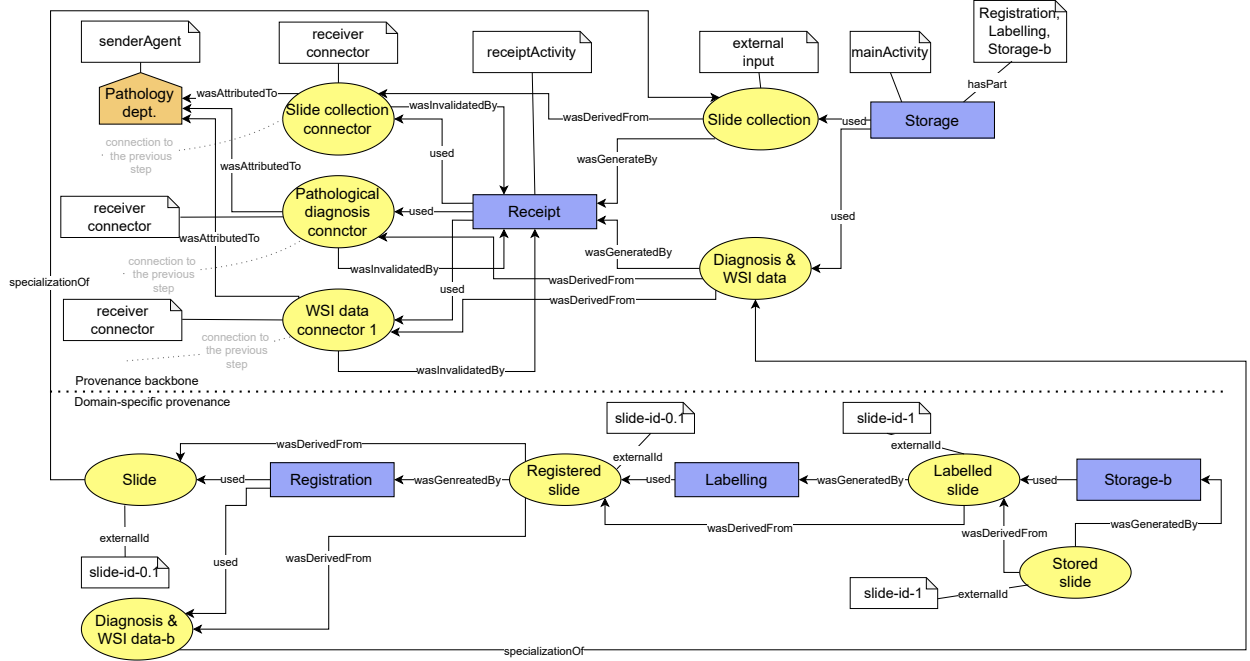 senderAgent
receiver
connector
receiptActivity
external
input
mainActivity
Registration,
Labelling,
Storage-b
hasPart
Pathology
dept.
wasAttributedTo
Slide collection
connector
wasInvalidatedBy
wasDerivedFrom
Slide collection
used
Storage
connection to
the previous
step
used
wasGenerateBy
wasAttributedTo
receiver
connector
Pathological
diagnosis
conntor
used
Receipt
used
wasAttributedTo
wasGeneratedBy
Diagnosis &
WSI data
connection to
the previous
step
wasInvalidatedBy
wasDerivedFrom
specializationOf
used
wasDerivedFrom
receiver
connector
WSI data
connector 1
connection to
the previous
step
wasInvalidatedBy
Provenance backbone
Domain-specific provenance
slide-id-0.1
slide-id-1
wasDerivedFrom
externalId
externalId
Slide
used
Registration
wasGenreatedBy
Registered
slide
used
Labelling
wasGeneratedBy
Labelled
slide
used
Storage-b
wasDerivedFrom
wasGeneratedBy
externalId
wasDerivedFrom
used
wasDerivedFrom
slide-id-0.1
Stored
slide
slide-id-1
externalId
Diagnosis &
WSI data-b
specializationOf